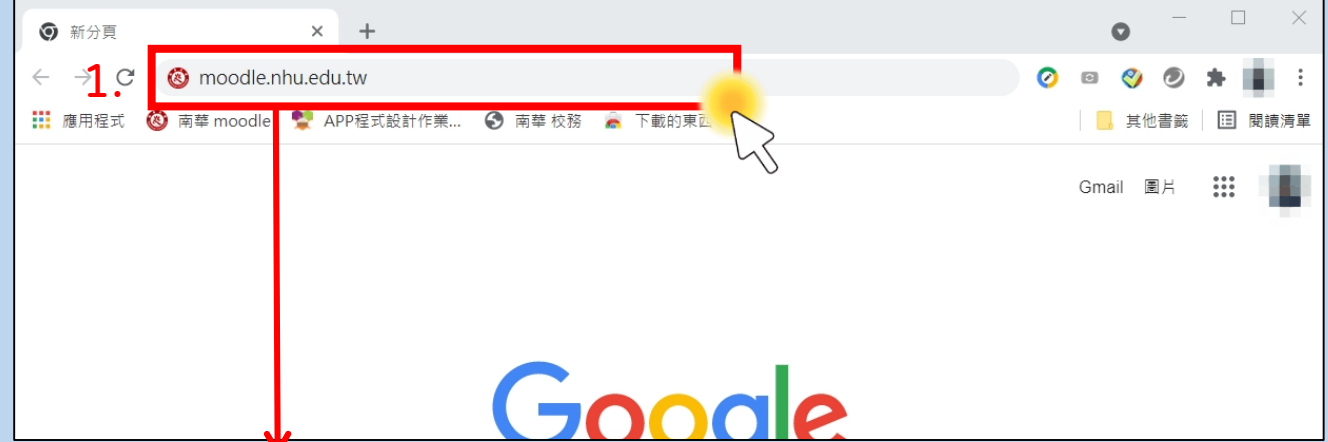 新分頁
1.
moodle.nhu.edu.tw
應用程式 南華 moodle APP程式設計作業... 南華 校務 下載的東西 其他書籤 閱讀清單
Gmail 圖片
Google